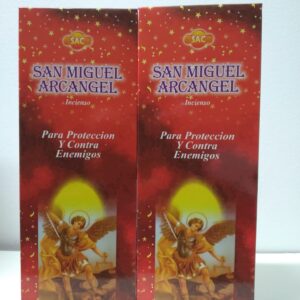 SAC
SAN MIGUEL
ARCANGEL
Incienso
Para Proteccion
Y Contra
Enemigos
SAC
SAN MIGUEL
ARCANGEL
Incienso
Para Proteccion
Y Contra
Enemigos